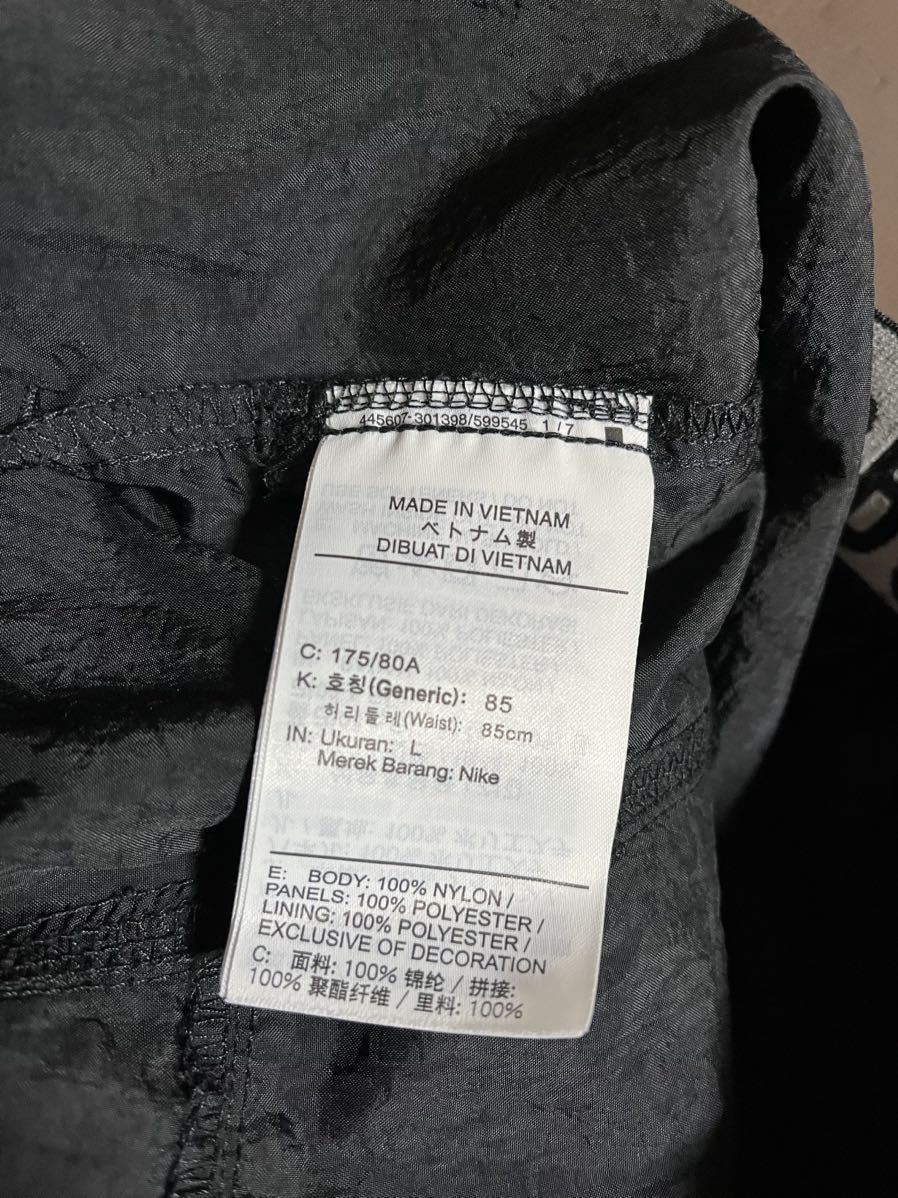 445607-301398/599545 1/7
MADE IN VIETNAM
ベトナム製
DIBUAT DI VIETNAM
C: 175/80A
K: 호칭(Generic): 85
허리둘레(Waist): 85cm
IN: Ukuran: L
Merek Barang: Nike
E: BODY: 100% NYLON /
PANELS: 100% POLYESTER /
LINING: 100% POLYESTER /
EXCLUSIVE OF DECORATION
C: 面料: 100% 锦纶 / 拼接:
100% 聚酯纤维 / 里料: 100%